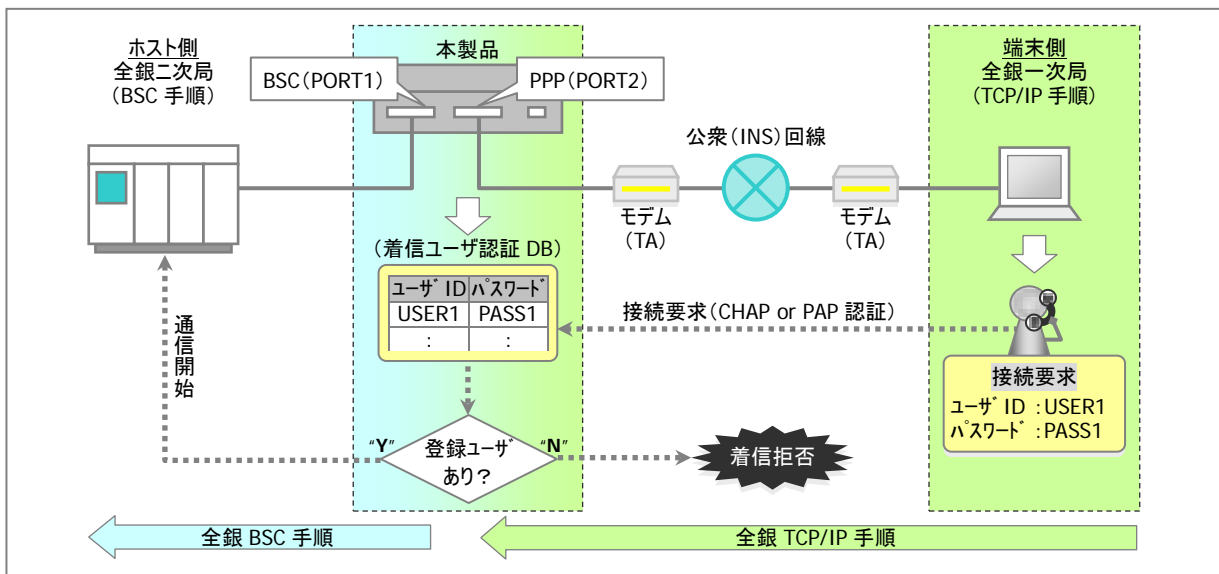 ホスト側
全銀二次局
（BSC 手順）
本製品
BSC（PORT1）
PPP（PORT2）
端末側
全銀一次局
（TCP/IP 手順）
公衆（INS）回線
モデム
（TA）
モデム
（TA）
（着信ユーザ認証 DB）
ユーザ ID パスワード
USER1 PASS1
： ：
接続要求（CHAP or PAP 認証）
通信開始
接続要求
ユーザ ID ：USER1
パスワード ：PASS1
“Y”
登録ユーザ
あり？
“N”
着信拒否
全銀 BSC 手順
全銀 TCP/IP 手順